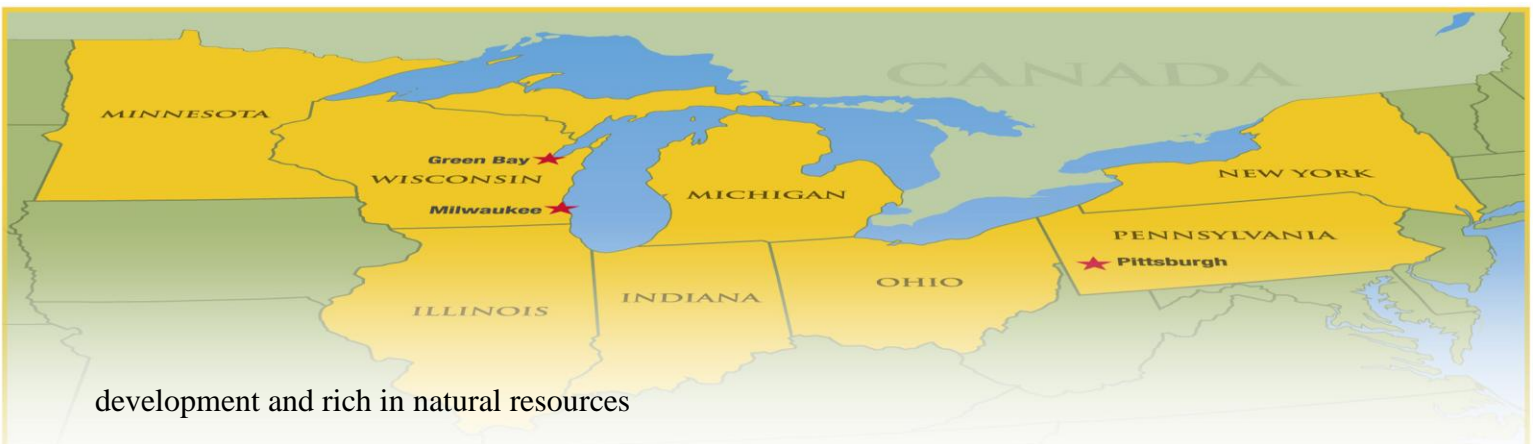 CANADA
MINNESOTA
Green Bay
WISCONSIN
NEW YORK
MICHIGAN
Milwaukee
PENNSYLVANIA
Pittsburgh
OHIO
INDIANA
ILLINOIS
development and rich in natural resources